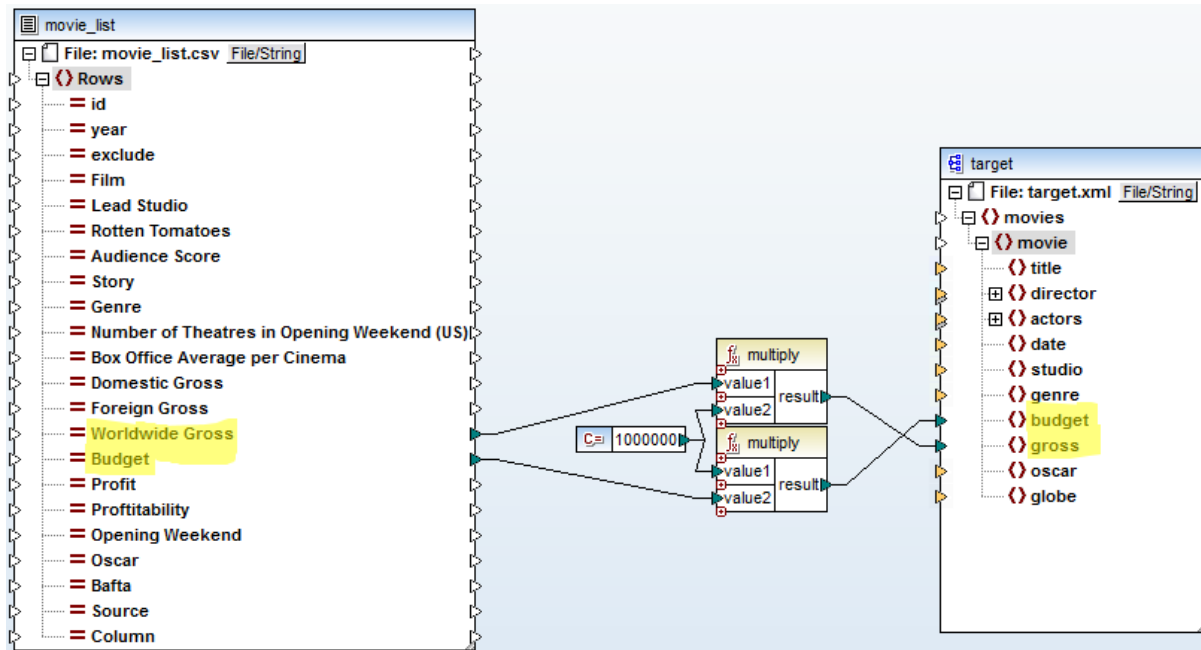 movie_list
File: movie_list.csv File/String
Rows
id
year
exclude
Film
Lead Studio
Rotten Tomatoes
Audience Score
Story
Genre
Number of Theatres in Opening Weekend (US)
Box Office Average per Cinema
Domestic Gross
Foreign Gross
Worldwide Gross
Budget
Profit
Proftitability
Opening Weekend
Oscar
Bafta
Source
Column
C= 1000000
fx multiply
value1
value2
result
fx multiply
value1
value2
result
target
File: target.xml File/String
movies
movie
title
director
actors
date
studio
genre
budget
gross
oscar
globe